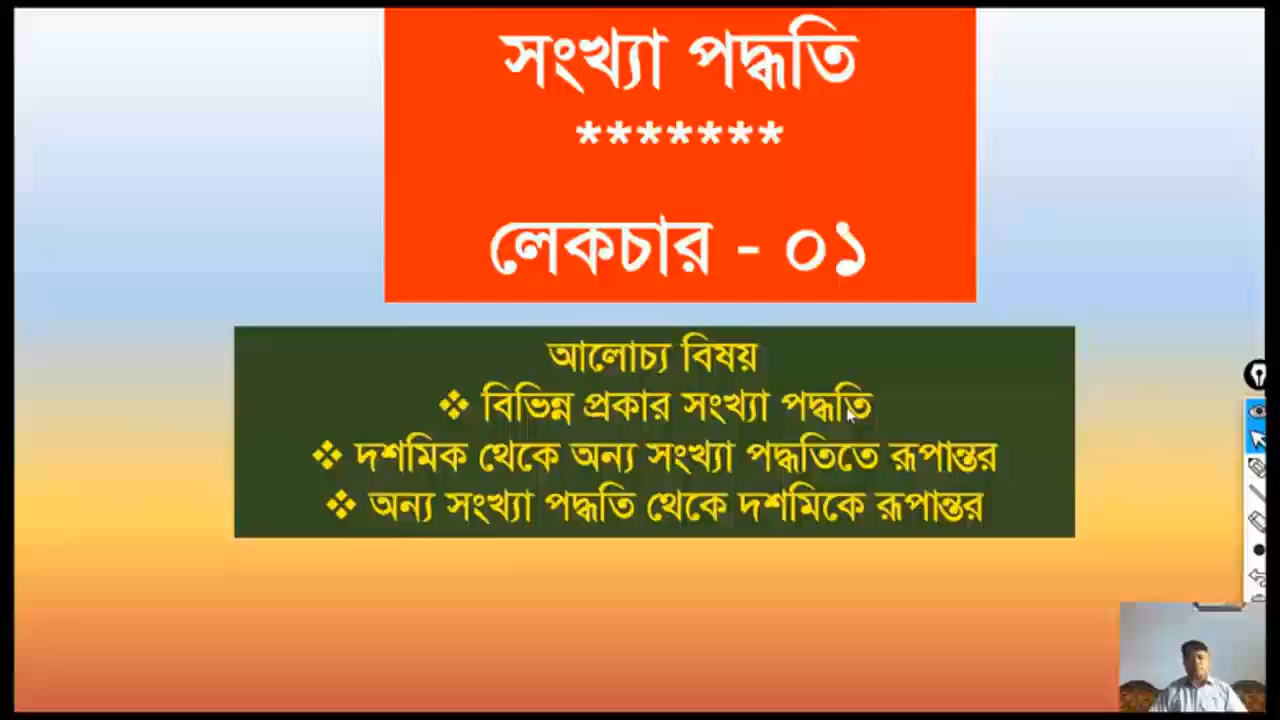 সংখ্যা পদ্ধতি
*******
লেকচার - ০১
আলোচ্য বিষয়
❖ বিভিন্ন প্রকার সংখ্যা পদ্ধতি
❖ দশমিক থেকে অন্য সংখ্যা পদ্ধতিতে রূপান্তর
❖ অন্য সংখ্যা পদ্ধতি থেকে দশমিকে রূপান্তর